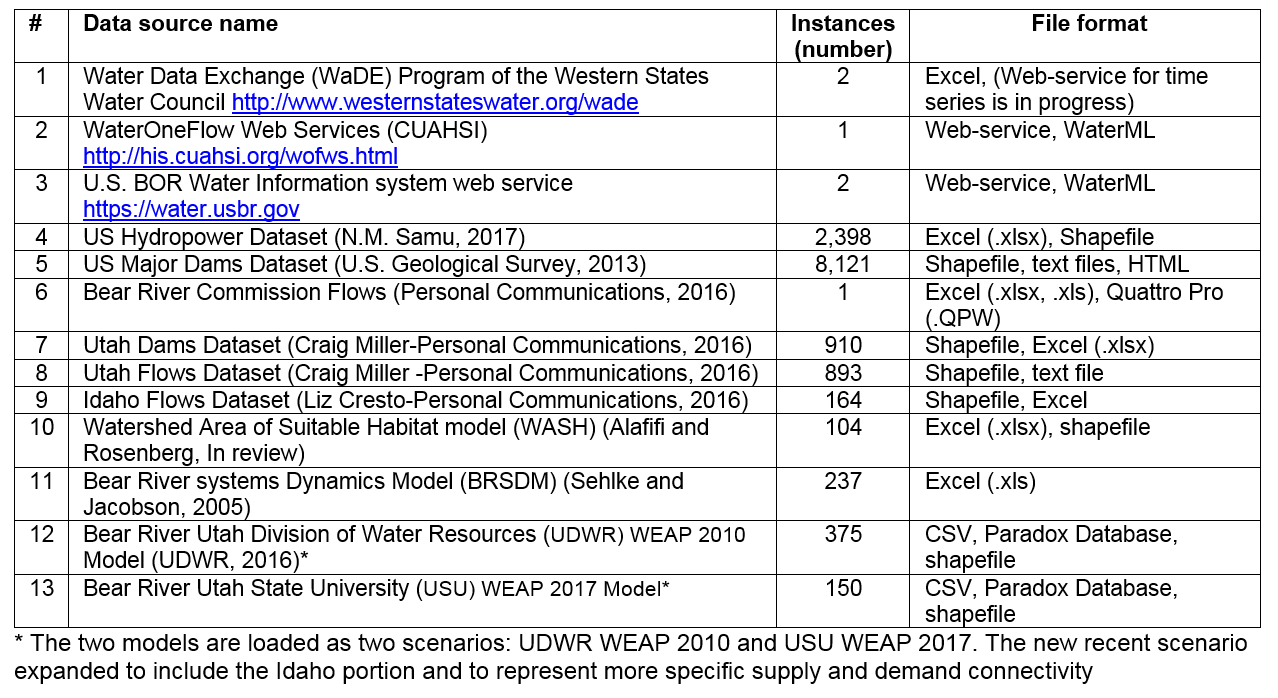 # Data source name Instances (number) File format
1 Water Data Exchange (WaDE) Program of the Western States 2 Excel, (Web-service for time
Water Council http://www.westernstateswater.org/wade series is in progress)
2 WaterOneFlow Web Services (CUAHSI) 1 Web-service, WaterML
http://his.cuahsi.org/wofws.html
3 U.S. BOR Water Information system web service 2 Web-service, WaterML
https://water.usbr.gov
4 US Hydropower Dataset (N.M. Samu, 2017) 2,398 Excel (.xlsx), Shapefile
5 US Major Dams Dataset (U.S. Geological Survey, 2013) 8,121 Shapefile, text files, HTML
6 Bear River Commission Flows (Personal Communications, 2016) 1 Excel (.xlsx, .xls), Quattro Pro
(.QPW)
7 Utah Dams Dataset (Craig Miller-Personal Communications, 2016) 910 Shapefile, Excel (.xlsx)
8 Utah Flows Dataset (Craig Miller -Personal Communications, 2016) 893 Shapefile, text file
9 Idaho Flows Dataset (Liz Cresto-Personal Communications, 2016) 164 Shapefile, Excel
10 Watershed Area of Suitable Habitat model (WASH) (Alafifi and 104 Excel (.xlsx), shapefile
Rosenberg, In review)
11 Bear River systems Dynamics Model (BRSDM) (Sehlke and 237 Excel (.xls)
Jacobson, 2005)
12 Bear River Utah Division of Water Resources (UDWR) WEAP 2010 375 CSV, Paradox Database,
Model (UDWR, 2016)* shapefile
13 Bear River Utah State University (USU) WEAP 2017 Model* 150 CSV, Paradox Database,
shapefile
* The two models are loaded as two scenarios: UDWR WEAP 2010 and USU WEAP 2017. The new recent scenario
expanded to include the Idaho portion and to represent more specific supply and demand connectivity